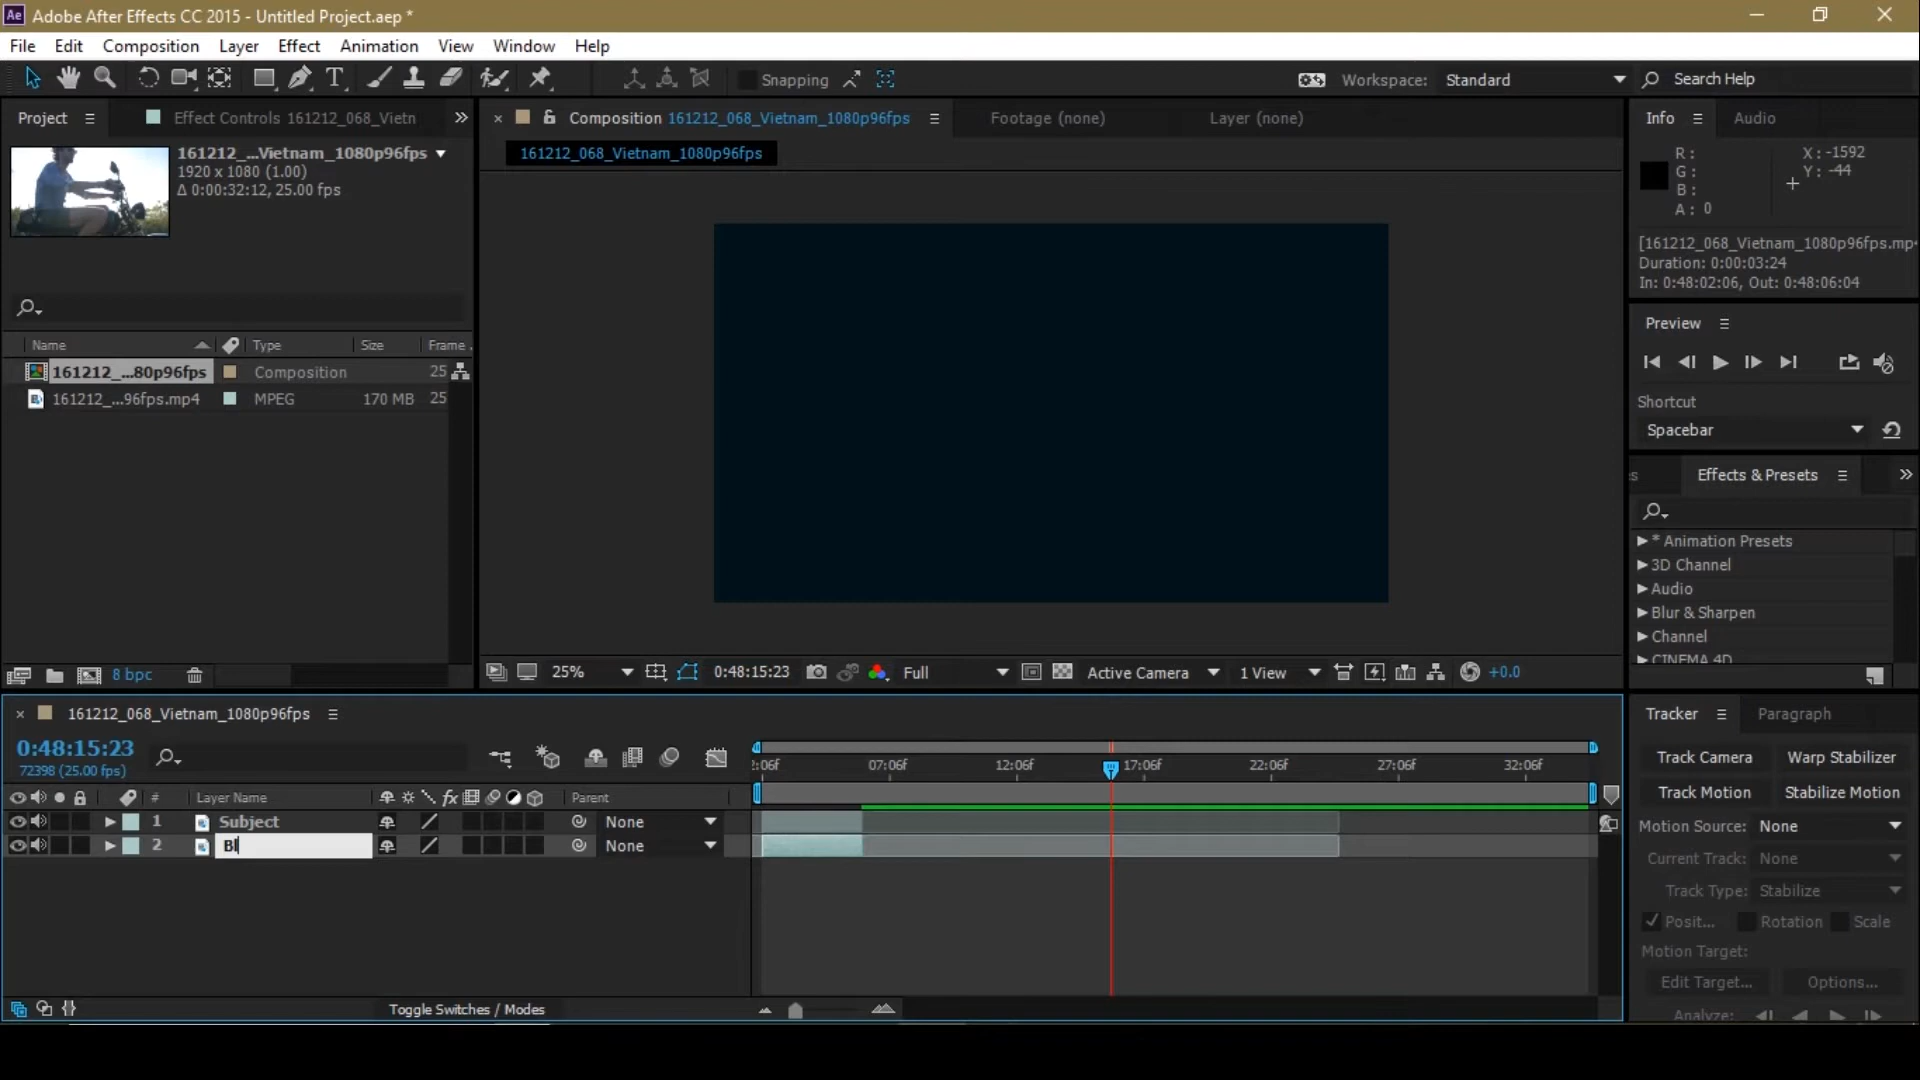 Ae Adobe After Effects CC 2015 - Untitled Project.aep *
File Edit Composition Layer Effect Animation View Window Help
Snapping Workspace: Standard Search Help
Project Effect Controls 161212_068_Vietn
161212_...Vietnam_1080p96fps
1920 x 1080 (1.00)
Δ 0:00:32:12, 25.00 fps
Name Type Size Frame .
161212_...80p96fps Composition 25
161212_...96fps.mp4 MPEG 170 MB 25
8 bpc
Composition 161212_068_Vietnam_1080p96fps Footage (none) Layer (none)
161212_068_Vietnam_1080p96fps
25% 0:48:15:23 Full Active Camera 1 View +0.0
Info Audio
R : X : -1592
G : Y : -44
B :
A : 0
[161212_068_Vietnam_1080p96fps.mp
Duration: 0:00:03:24
In: 0:48:02:06, Out: 0:48:06:04
Preview
Shortcut
Spacebar
Effects & Presets
* Animation Presets
3D Channel
Audio
Blur & Sharpen
Channel
CINEMA 4D
161212_068_Vietnam_1080p96fps
0:48:15:23
72398 (25.00 fps)
2:06f 07:06f 12:06f 17:06f 22:06f 27:06f 32:06f
# Layer Name fx Parent
1 Subject None
2 Bl None
Toggle Switches / Modes
Tracker Paragraph
Track Camera Warp Stabilizer
Track Motion Stabilize Motion
Motion Source: None
Current Track: None
Track Type: Stabilize
Posit... Rotation Scale
Motion Target:
Edit Target... Options...
Analyze: